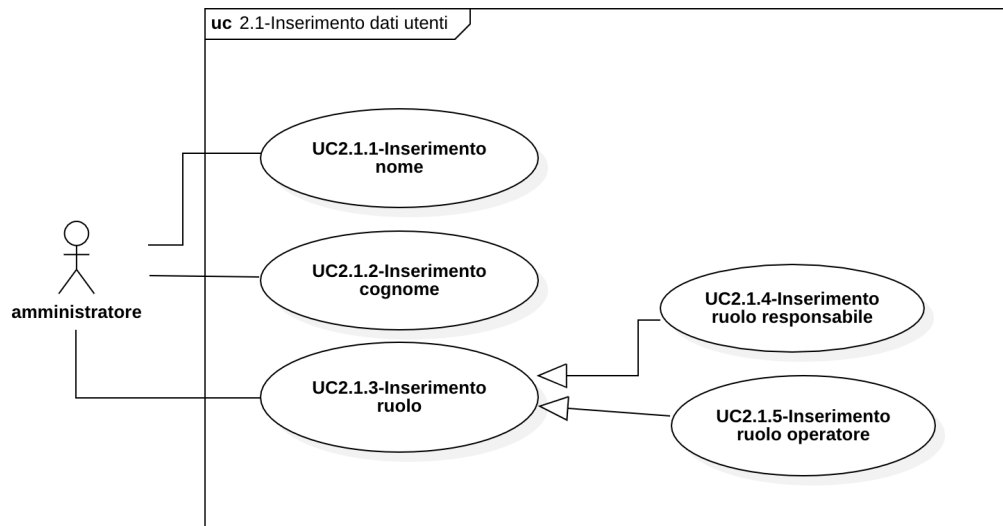 uc 2.1-Inserimento dati utenti
UC2.1.1-Inserimento
nome
UC2.1.2-Inserimento
cognome
amministratore
UC2.1.4-Inserimento
ruolo responsabile
UC2.1.3-Inserimento
ruolo
UC2.1.5-Inserimento
ruolo operatore